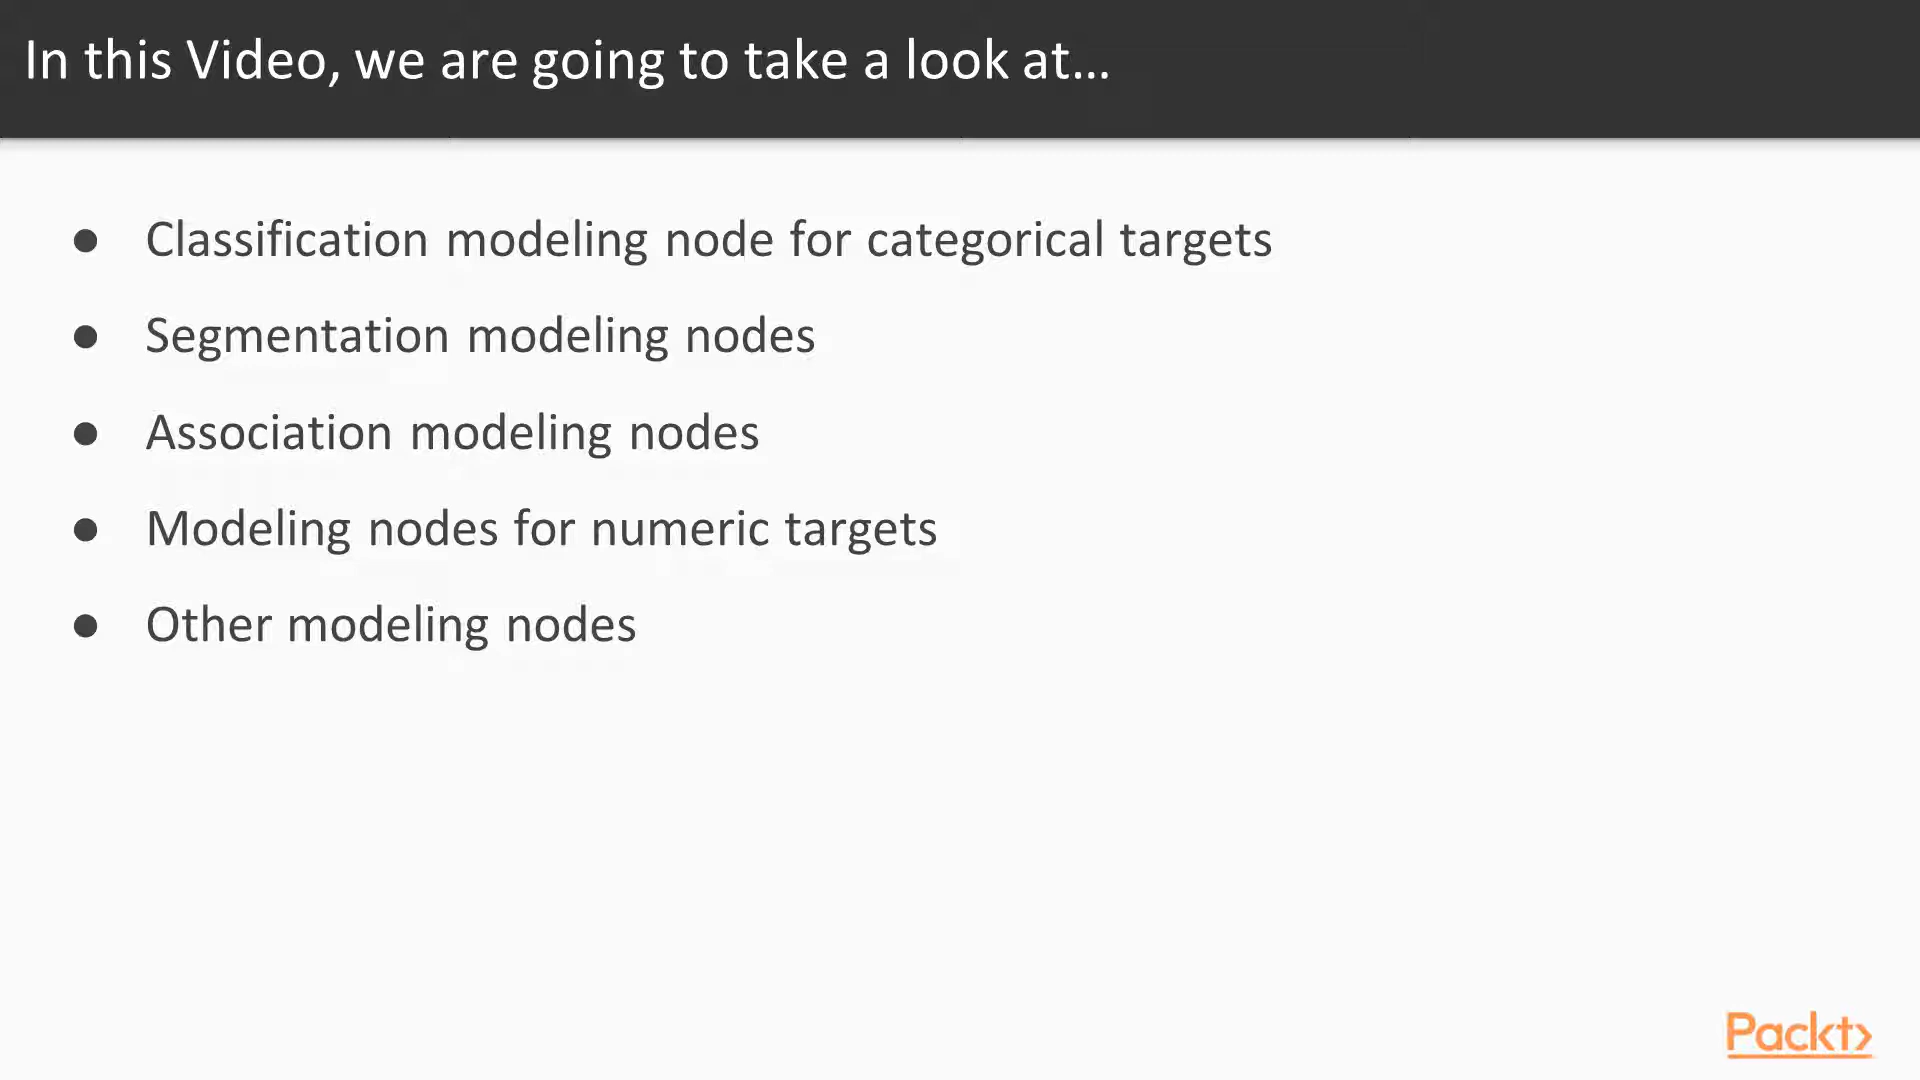 In this Video, we are going to take a look at...
● Classification modeling node for categorical targets
● Segmentation modeling nodes
● Association modeling nodes
● Modeling nodes for numeric targets
● Other modeling nodes
Packt>